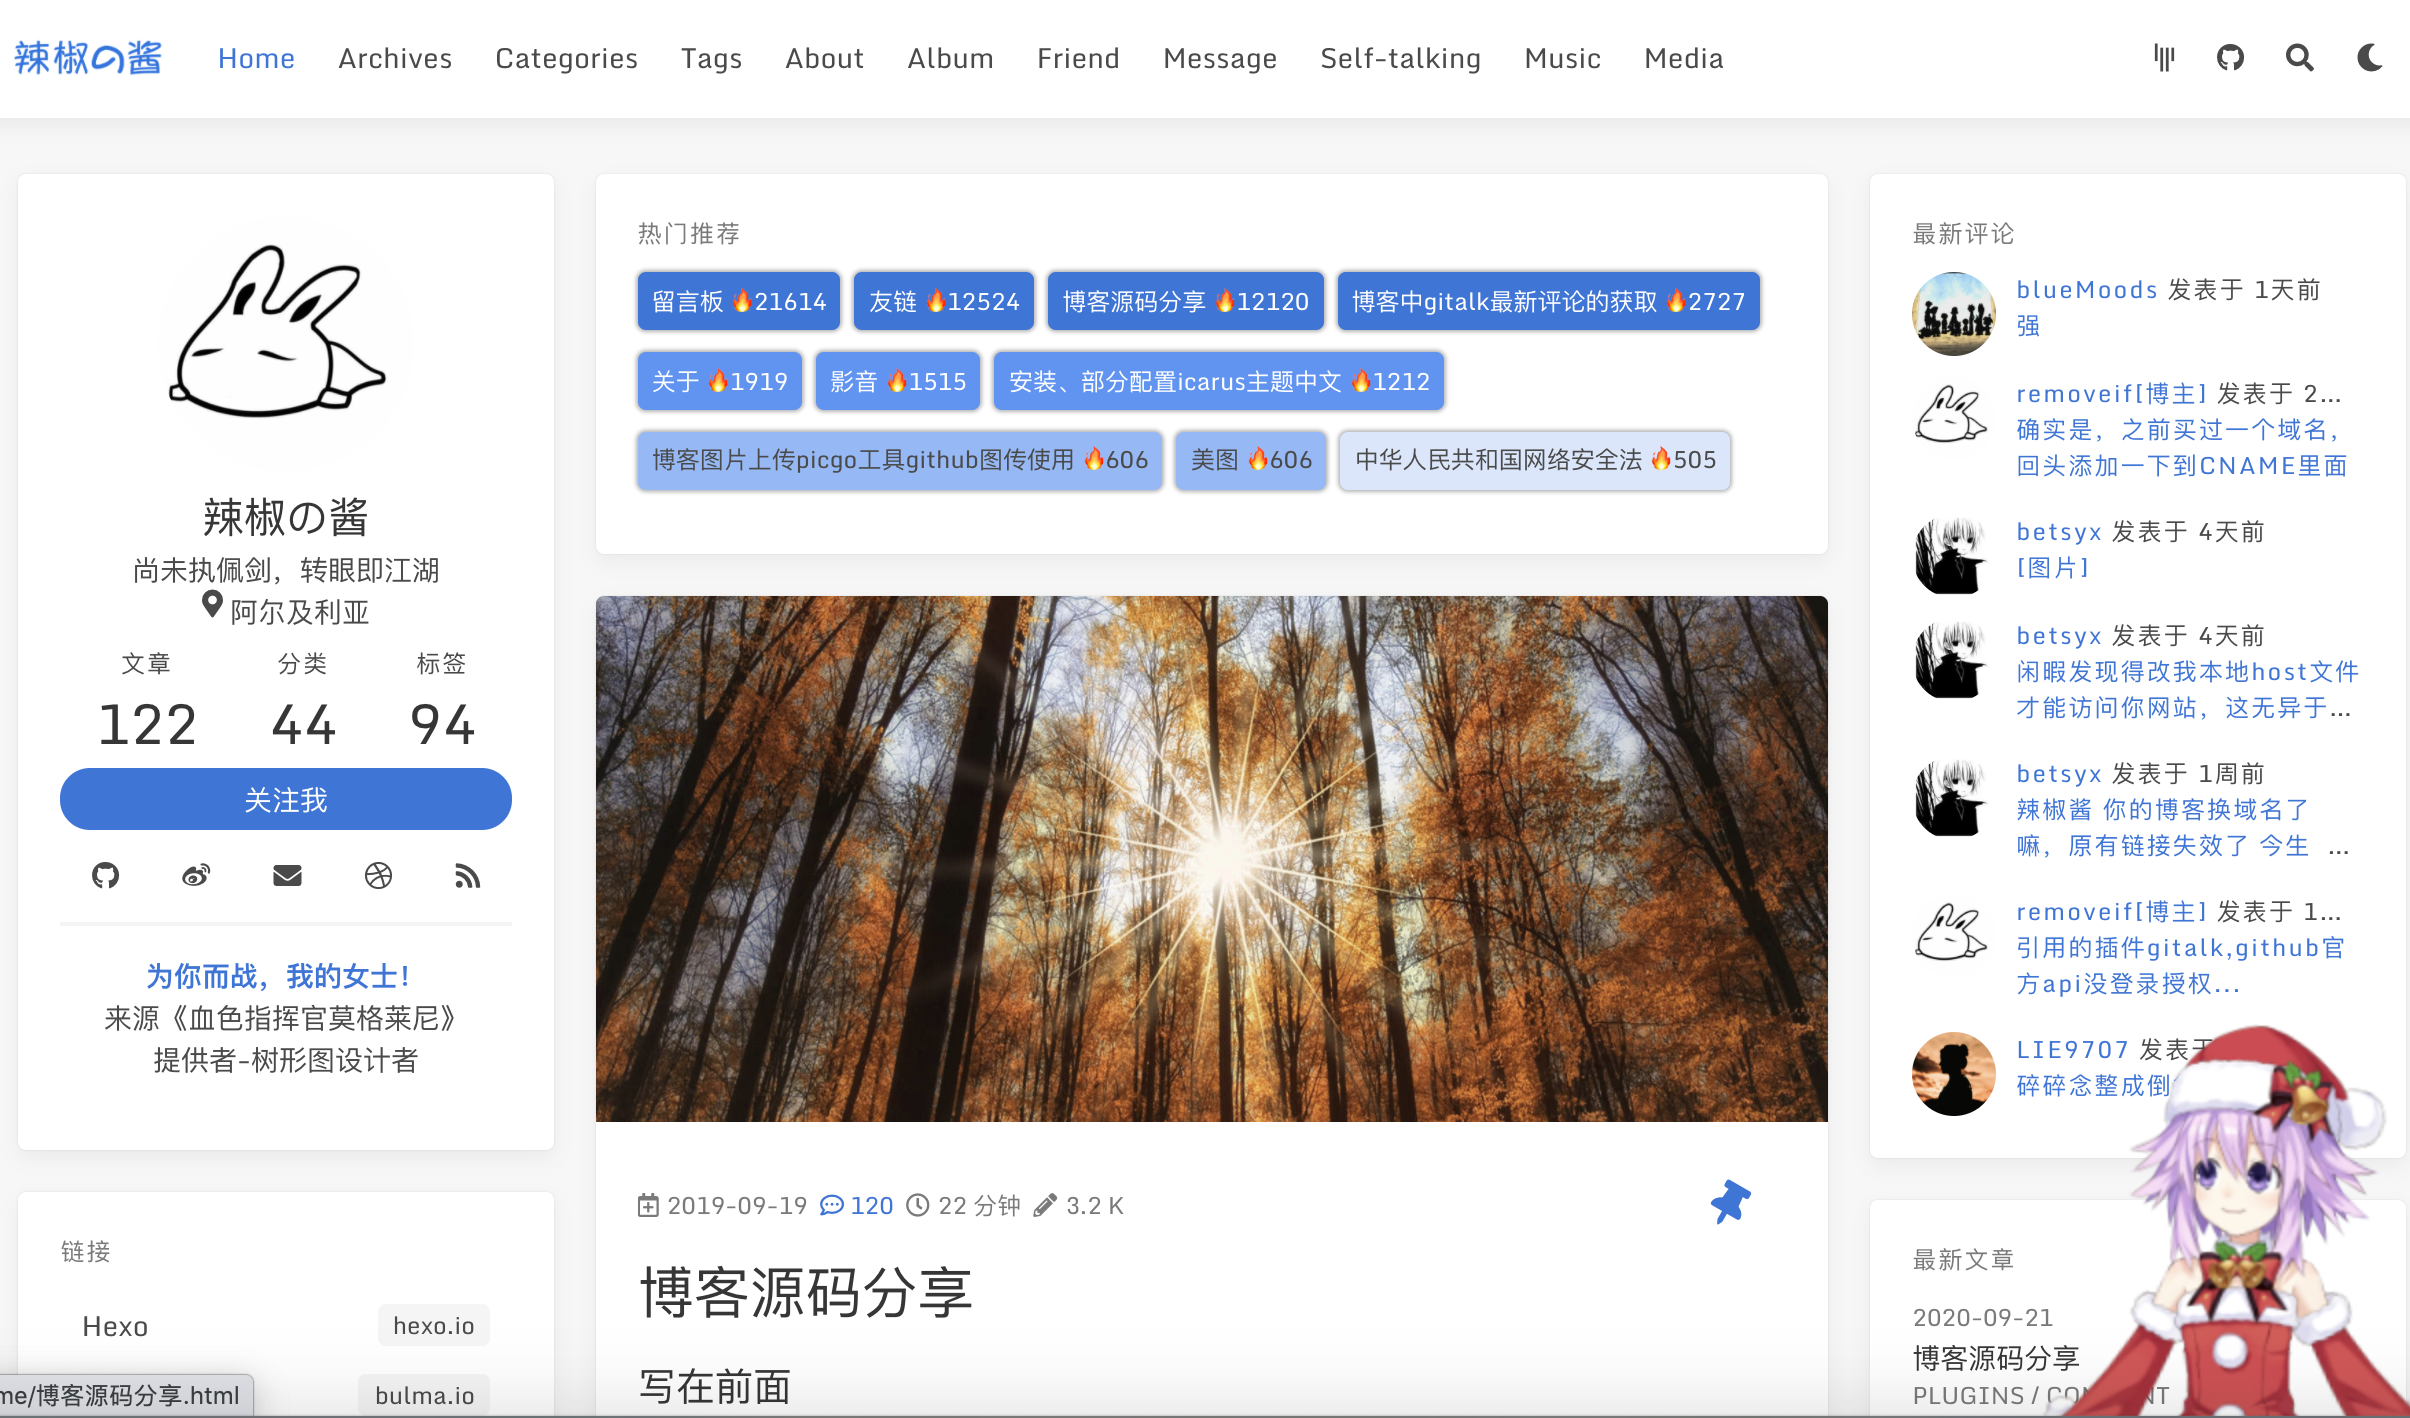 辣椒の酱 Home Archives Categories Tags About Album Friend Message Self-talking Music Media
辣椒の酱
尚未执佩剑，转眼即江湖
阿尔及利亚
文章 分类 标签
122 44 94
关注我
为你而战，我的女士！
来源《血色指挥官莫格莱尼》
提供者-树形图设计者
链接
Hexo hexo.io
bulma.io
me/博客源码分享.html
热门推荐
留言板 🔥21614 友链 🔥12524 博客源码分享 🔥12120 博客中gitalk最新评论的获取 🔥2727
关于 🔥1919 影音 🔥1515 安装、部分配置icarus主题中文 🔥1212
博客图片上传picgo工具github图传使用 🔥606 美图 🔥606 中华人民共和国网络安全法 🔥505
2019-09-19 120 22 分钟 3.2 K
博客源码分享
写在前面
最新评论
blueMoods 发表于 1天前
强
removeif[博主] 发表于 2...
确实是，之前买过一个域名，
回头添加一下到CNAME里面
betsyx 发表于 4天前
[图片]
betsyx 发表于 4天前
闲暇发现得改我本地host文件
才能访问你网站，这无异于...
betsyx 发表于 1周前
辣椒酱 你的博客换域名了
嘛，原有链接失效了 今生 ...
removeif[博主] 发表于 1...
引用的插件gitalk,github官
方api没登录授权...
LIE9707 发表于
碎碎念整成倒
最新文章
2020-09-21
博客源码分享
PLUGINS /